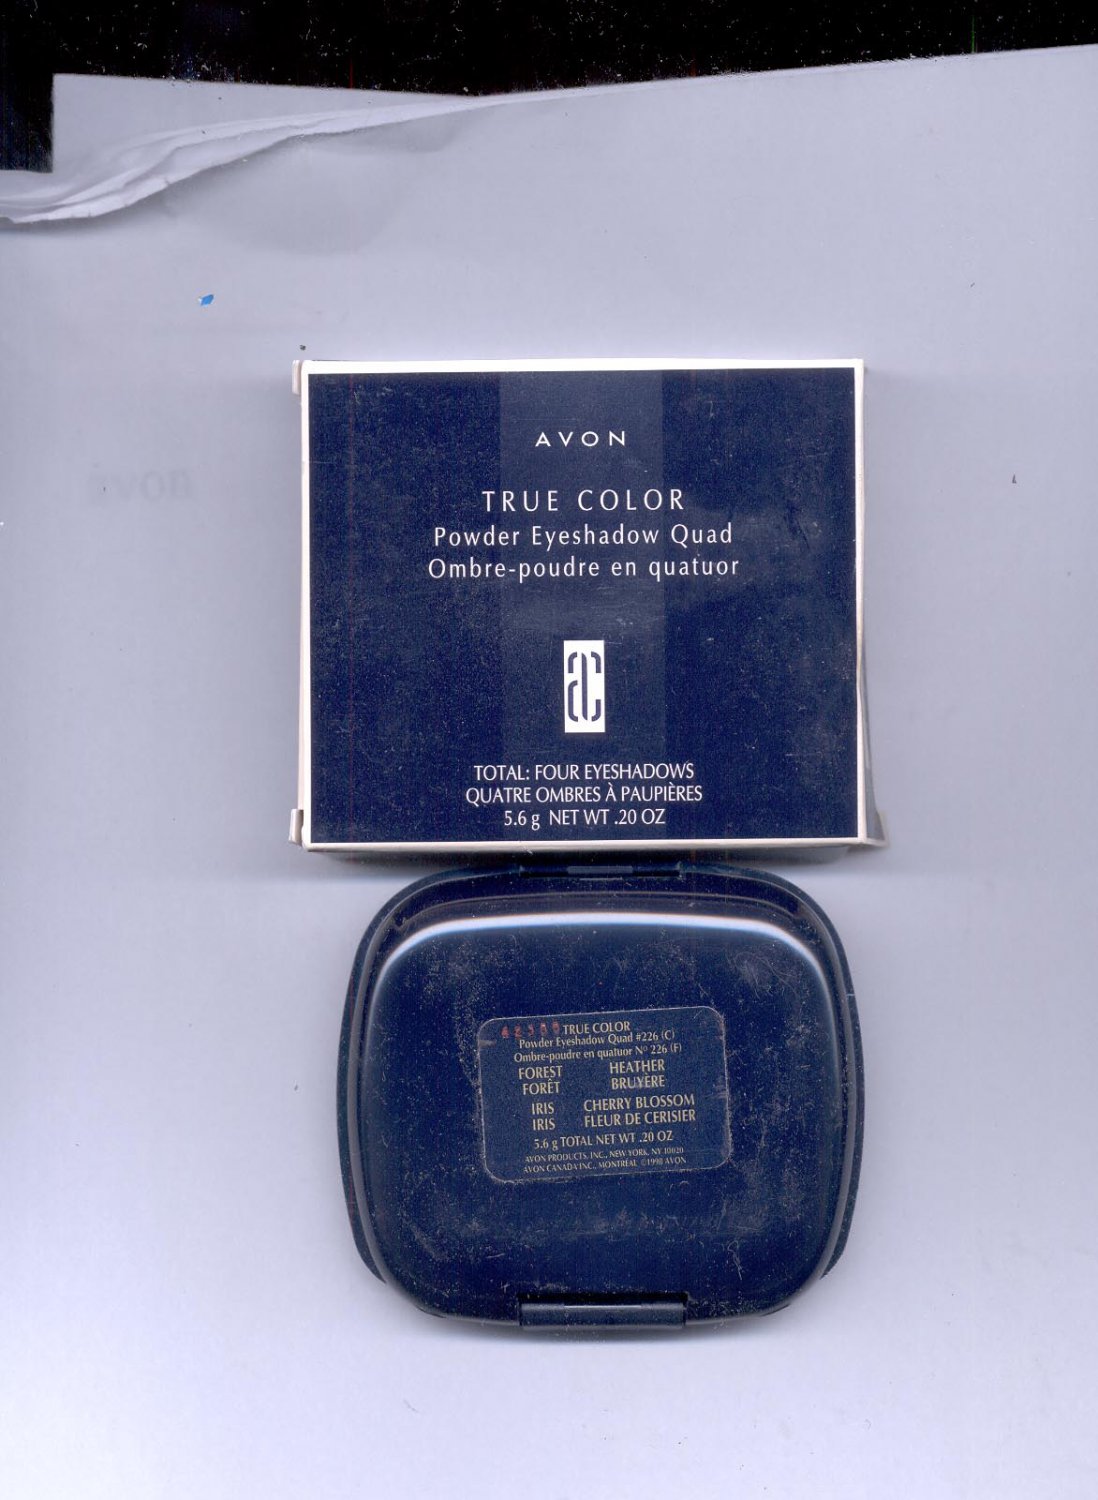 AVON
TRUE COLOR
Powder Eyeshadow Quad
Ombre-poudre en quatuor
TOTAL: FOUR EYESHADOWS
QUATRE OMBRES À PAUPIÈRES
5.6 g NET WT .20 OZ
TRUE COLOR
Powder Eyeshadow Quad #226 (C)
Ombre-poudre en quatuor Nº 226 (F)
FOREST HEATHER
FORÊT BRUYÈRE
IRIS CHERRY BLOSSOM
IRIS FLEUR DE CERISIER
5.6 g TOTAL NET WT .20 OZ
AVON PRODUCTS, INC., NEW YORK, NY 10020
AVON CANADA INC., MONTRÉAL ©1998 AVON